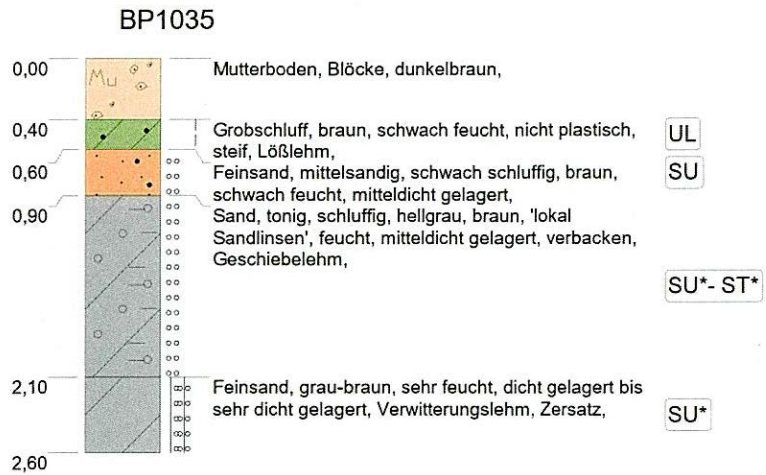 BP1035
0,00
Mu
Mutterboden, Blöcke, dunkelbraun,
0,40
Grobschluff, braun, schwach feucht, nicht plastisch,
steif, Lößlehm,
UL
0,60
Feinsand, mittelsandig, schwach schluffig, braun,
schwach feucht, mitteldicht gelagert,
SU
0,90
Sand, tonig, schluffig, hellgrau, braun, 'lokal
Sandlinsen', feucht, mitteldicht gelagert, verbacken,
Geschiebelehm,
SU*- ST*
2,10
Feinsand, grau-braun, sehr feucht, dicht gelagert bis
sehr dicht gelagert, Verwitterungslehm, Zersatz,
SU*
2,60